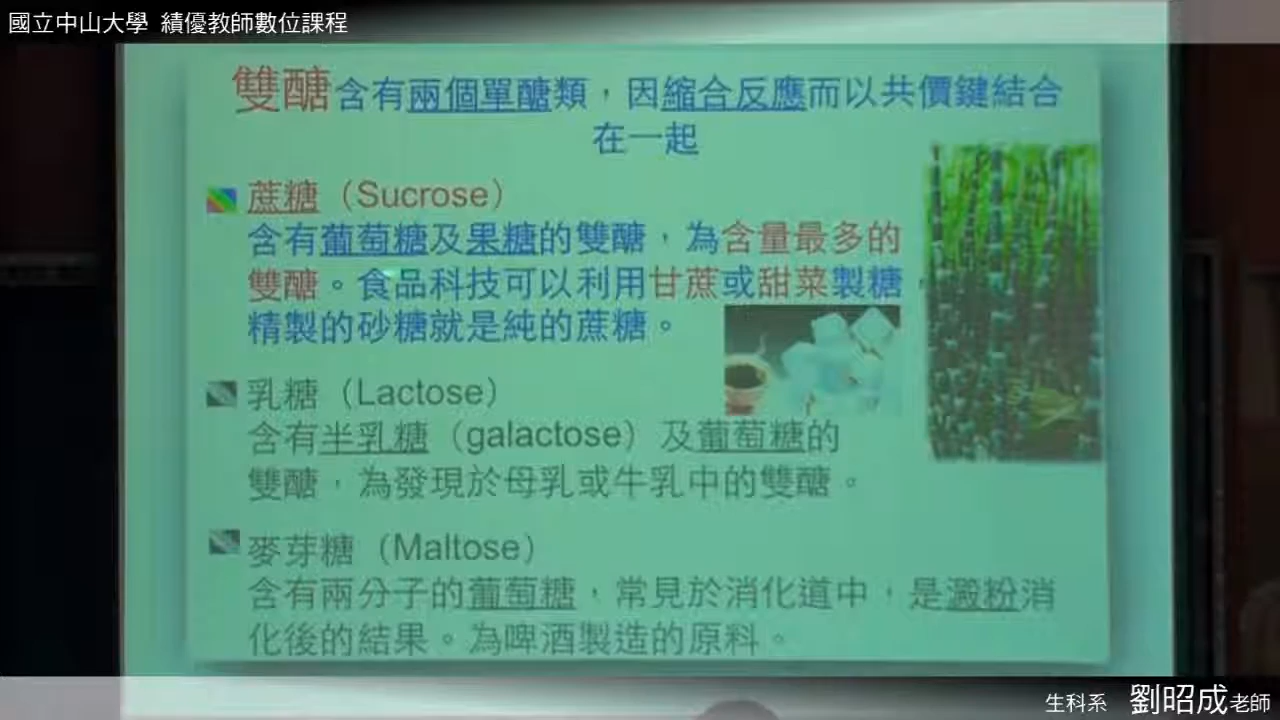 國立中山大學 績優教師數位課程
雙醣含有兩個單醣類，因縮合反應而以共價鍵結合
在一起
蔗糖（Sucrose）
含有葡萄糖及果糖的雙醣，為含量最多的
雙醣。食品科技可以利用甘蔗或甜菜製糖，
精製的砂糖就是純的蔗糖。
乳糖（Lactose）
含有半乳糖（galactose）及葡萄糖的
雙醣，為發現於母乳或牛乳中的雙醣。
麥芽糖（Maltose）
含有兩分子的葡萄糖，常見於消化道中，是澱粉消
化後的結果。為啤酒製造的原料。
生科系 劉昭成老師